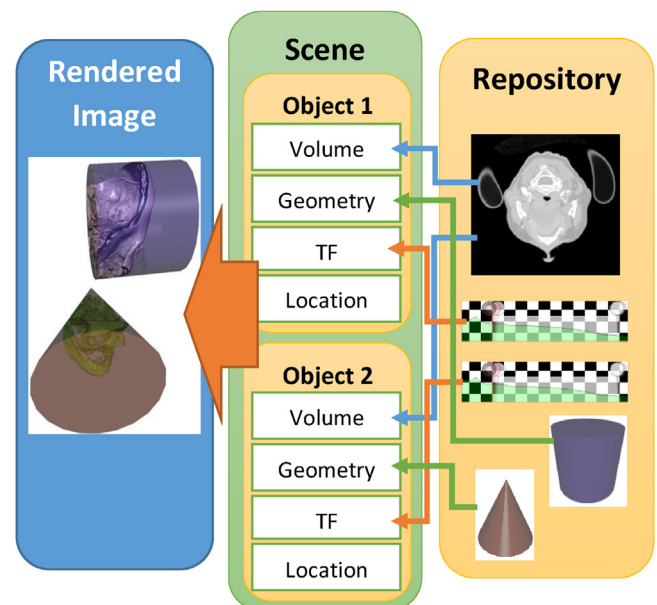 Rendered
Image
Scene
Object 1
Volume
Geometry
TF
Location
Object 2
Volume
Geometry
TF
Location
Repository